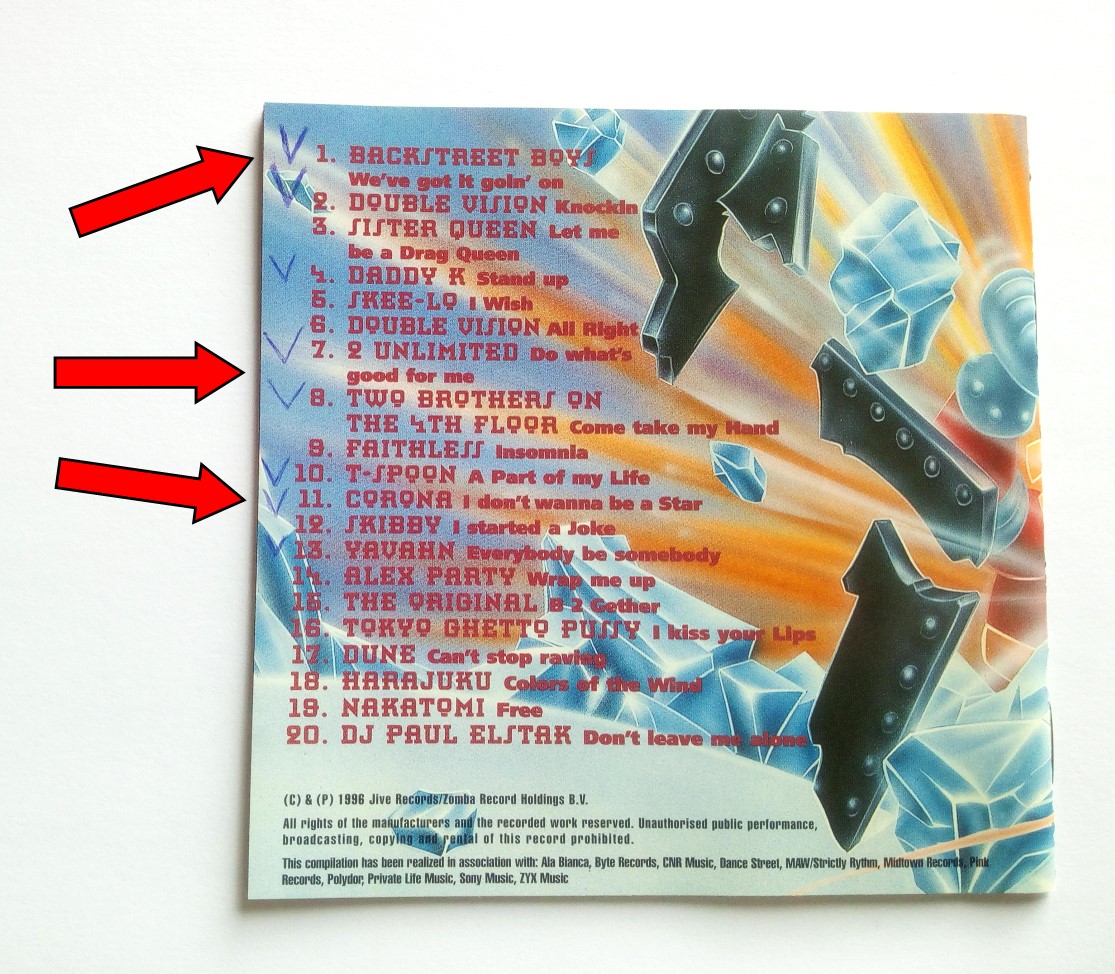 1. BACKSTREET BOYS
We've got it goin' on
2. DOUBLE VISION Knockin
3. SISTER QUEEN Let me
be a Drag Queen
4. DADDY K Stand up
5. SKEE-LO I Wish
6. DOUBLE VISION All Right
7. 2 UNLIMITED Do what's
good for me
8. TWO BROTHERS ON
THE 4TH FLOOR Come take my Hand
9. FAITHLESS Insomnia
10. T-SPOON A Part of my Life
11. CORONA I don't wanna be a Star
12. SKIBBY I started a Joke
13. YAVAHN Everybody be somebody
14. ALEX PARTY Wrap me up
15. THE ORIGINAL B 2 Gether
16. TOKYO GHETTO PUSSY I kiss your Lips
17. DUNE Can't stop raving
18. HARAJUKU Colors of the Wind
19. NAKATOMI Free
20. DJ PAUL ELSTAK Don't leave me alone
(C) & (P) 1996 Jive Records/Zomba Record Holdings B.V.
All rights of the manufacturers and the recorded work reserved. Unauthorised public performance,
broadcasting, copying and rental of this record prohibited.
This compilation has been realized in association with: Ala Bianca, Byte Records, CNR Music, Dance Street, MAW/Strictly Rythm, Midtown Records, Pink
Records, Polydor, Private Life Music, Sony Music, ZYX Music